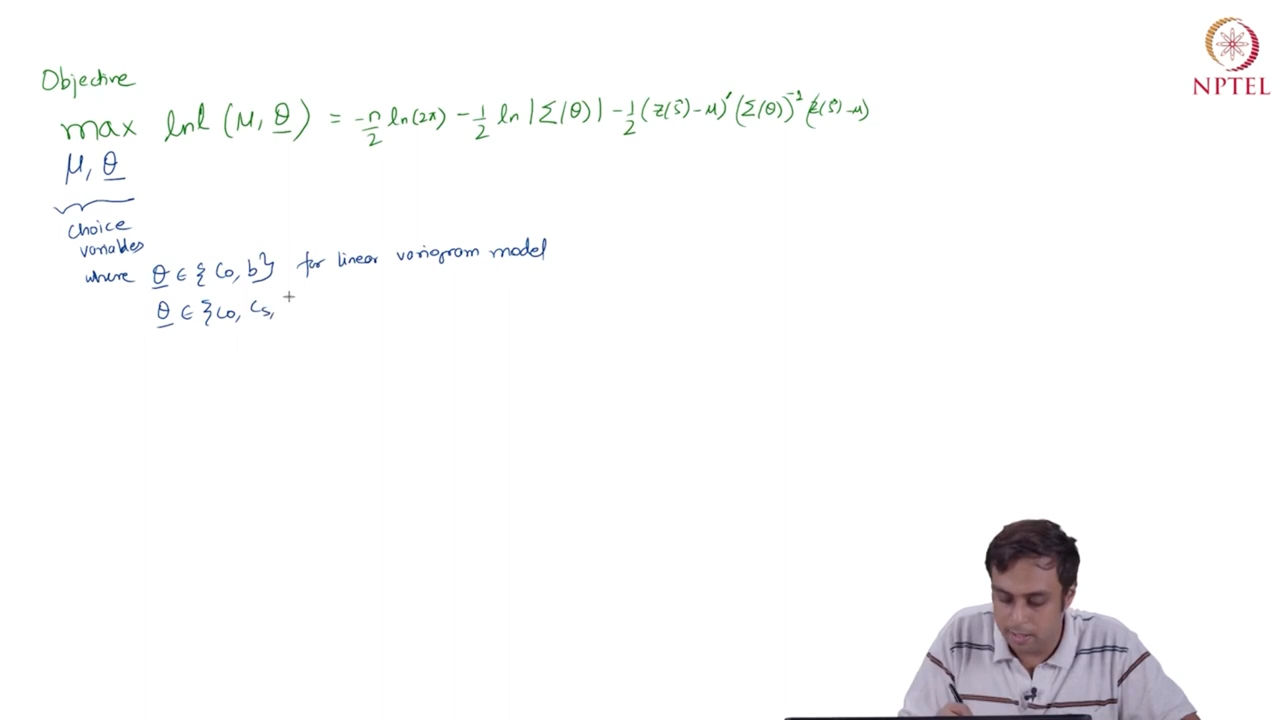 NPTEL
Objective
max lnl (μ, θ) = -n/2 ln(2π) - 1/2 ln |Σ(θ)| - 1/2 (z(s) - μ)' (Σ(θ))^-1 (z(s) - μ)
μ, θ
choice
variables
where θ ∈ { c0, b } for linear variogram model
θ ∈ { c0, cs,